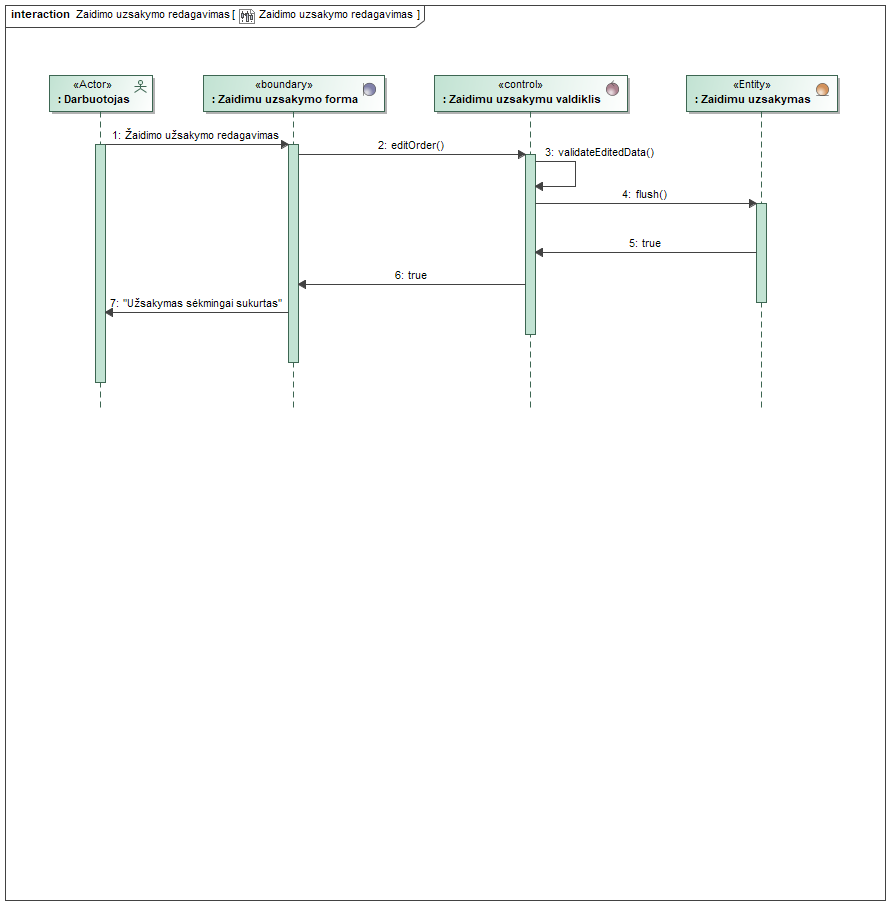 interaction Zaidimo uzsakymo redagavimas [ Zaidimo uzsakymo redagavimas ]
«Actor»
: Darbuotojas
«boundary»
: Zaidimu uzsakymo forma
«control»
: Zaidimu uzsakymu valdiklis
«Entity»
: Zaidimu uzsakymas
1: Žaidimo užsakymo redagavimas
2: editOrder()
3: validateEditedData()
4: flush()
5: true
6: true
7: "Užsakymas sėkmingai sukurtas"